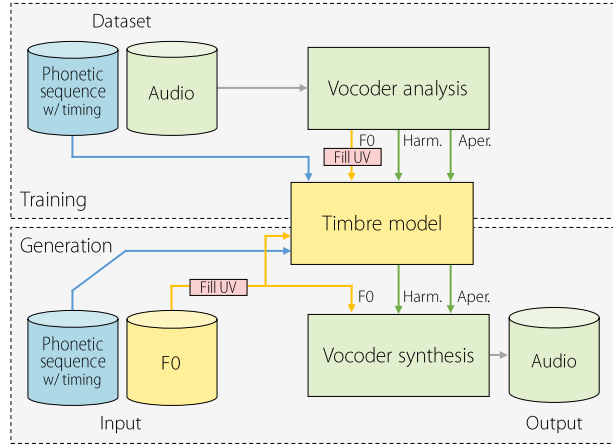 Dataset
Phonetic
sequence
w/ timing
Audio
Vocoder analysis
F0
Harm.
Aper.
Fill UV
Training
Timbre model
Generation
Fill UV
F0
Harm.
Aper.
Phonetic
sequence
w/ timing
F0
Vocoder synthesis
Audio
Input
Output